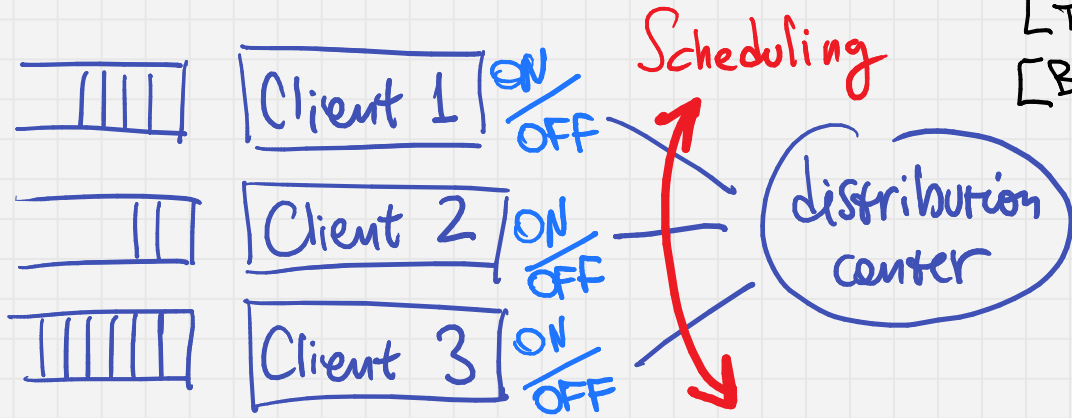 Scheduling
Client 1
ON/OFF
Client 2
ON/OFF
Client 3
ON/OFF
distribution
center